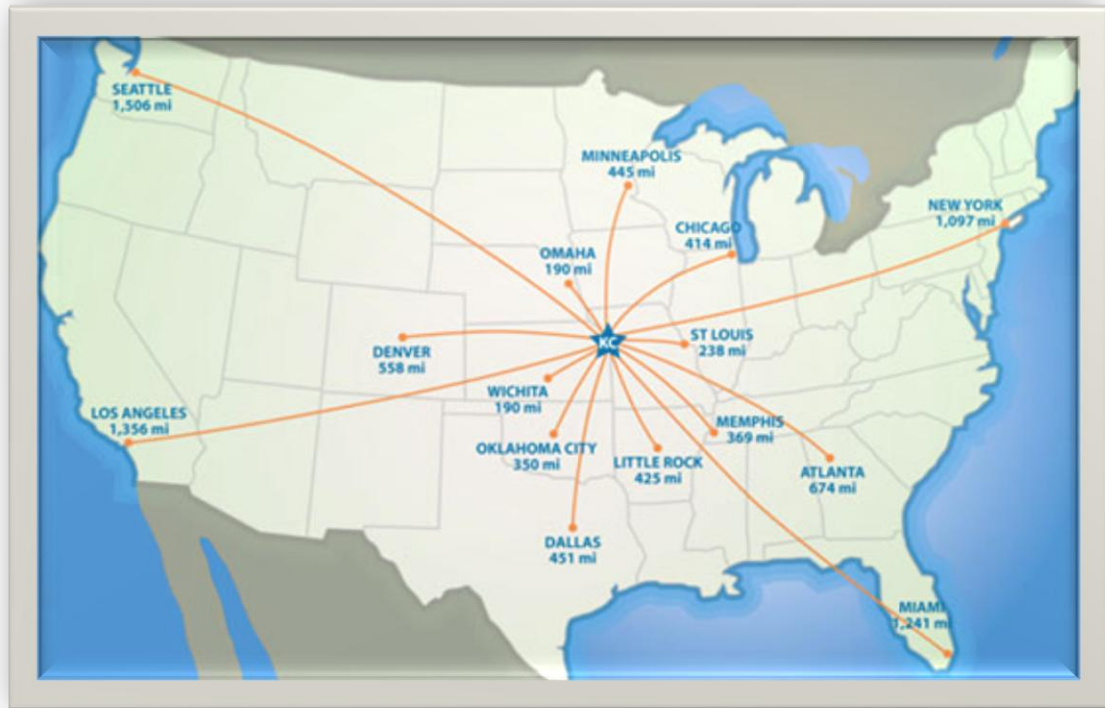 SEATTLE
1,506 mi
MINNEAPOLIS
445 mi
NEW YORK
1,097 mi
CHICAGO
414 mi
OMAHA
190 mi
KC
ST LOUIS
238 mi
DENVER
558 mi
WICHITA
190 mi
LOS ANGELES
1,356 mi
MEMPHIS
369 mi
OKLAHOMA CITY
350 mi
LITTLE ROCK
425 mi
ATLANTA
674 mi
DALLAS
451 mi
MIAMI
1,241 mi